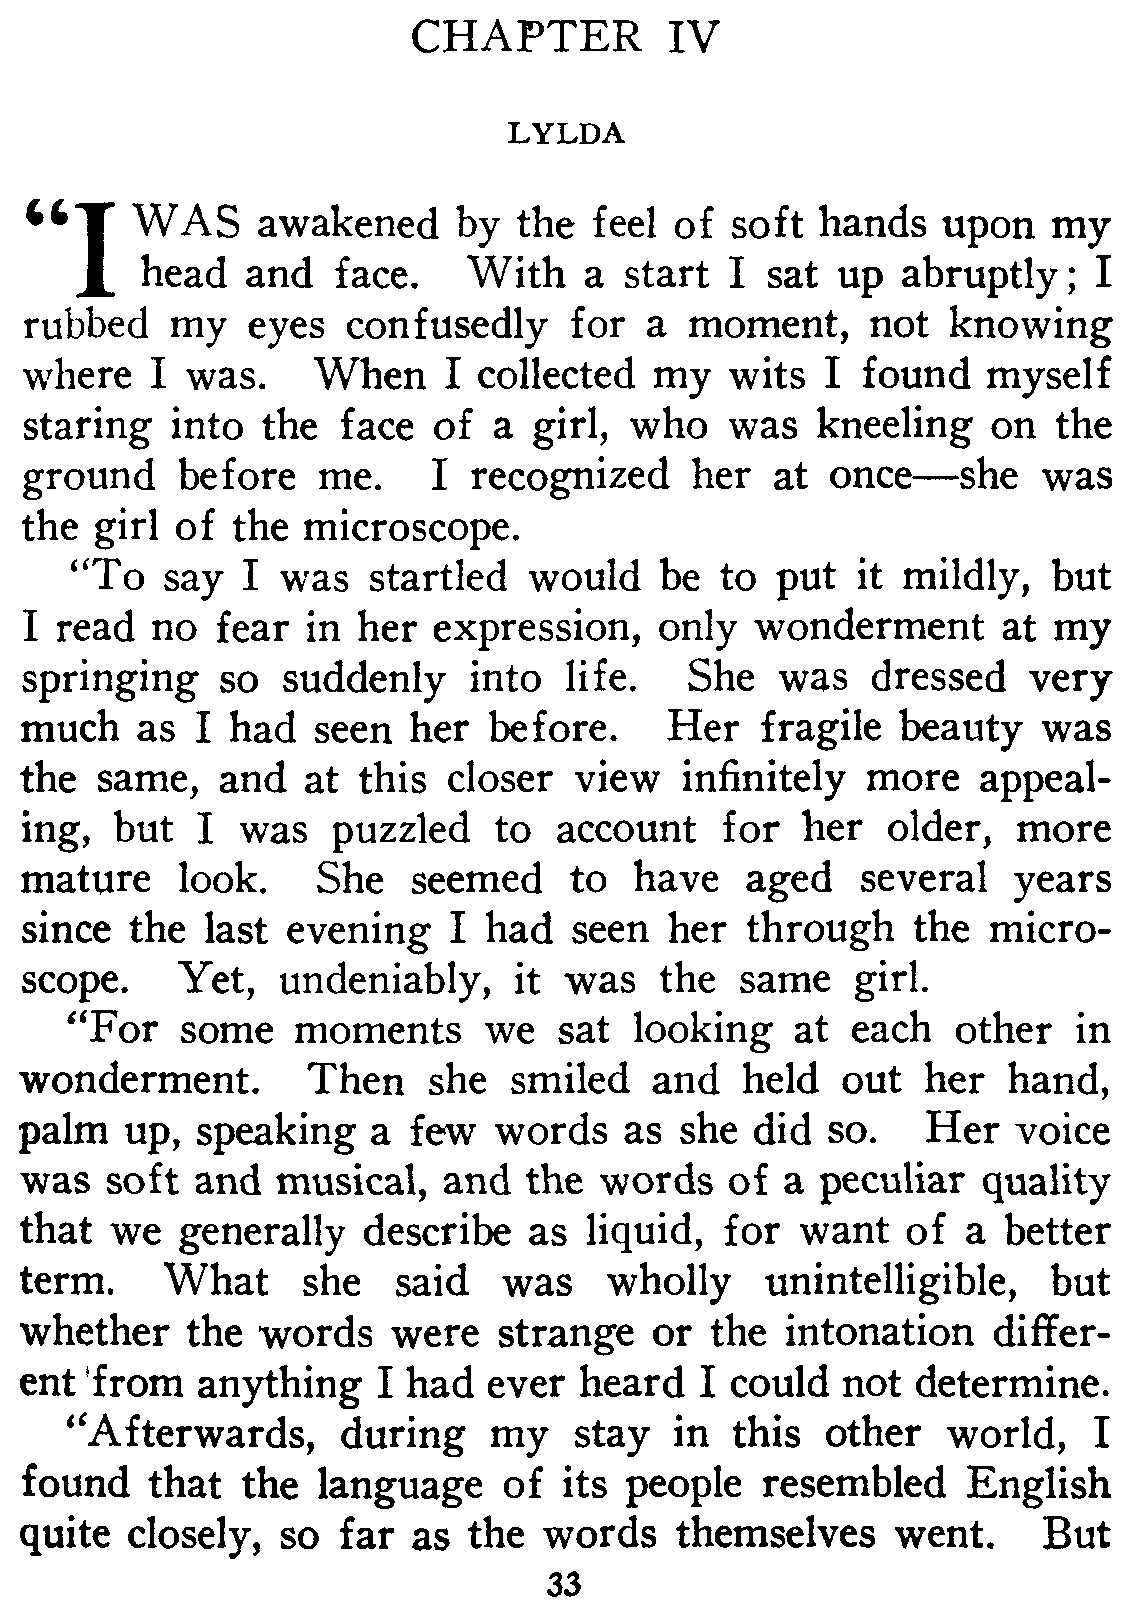 CHAPTER IV
LYLDA
“I WAS awakened by the feel of soft hands upon my
head and face. With a start I sat up abruptly; I
rubbed my eyes confusedly for a moment, not knowing
where I was. When I collected my wits I found myself
staring into the face of a girl, who was kneeling on the
ground before me. I recognized her at once—she was
the girl of the microscope.
“To say I was startled would be to put it mildly, but
I read no fear in her expression, only wonderment at my
springing so suddenly into life. She was dressed very
much as I had seen her before. Her fragile beauty was
the same, and at this closer view infinitely more appeal-
ing, but I was puzzled to account for her older, more
mature look. She seemed to have aged several years
since the last evening I had seen her through the micro-
scope. Yet, undeniably, it was the same girl.
“For some moments we sat looking at each other in
wonderment. Then she smiled and held out her hand,
palm up, speaking a few words as she did so. Her voice
was soft and musical, and the words of a peculiar quality
that we generally describe as liquid, for want of a better
term. What she said was wholly unintelligible, but
whether the words were strange or the intonation differ-
ent from anything I had ever heard I could not determine.
“Afterwards, during my stay in this other world, I
found that the language of its people resembled English
quite closely, so far as the words themselves went. But
33